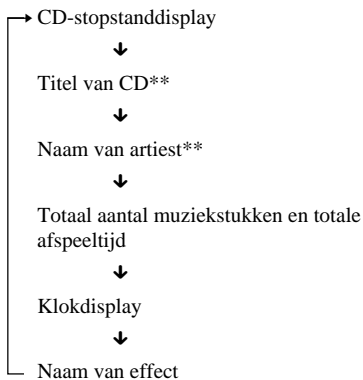 CD-stopstanddisplay
Titel van CD**
Naam van artiest**
Totaal aantal muziekstukken en totale
afspeeltijd
Klokdisplay
Naam van effect